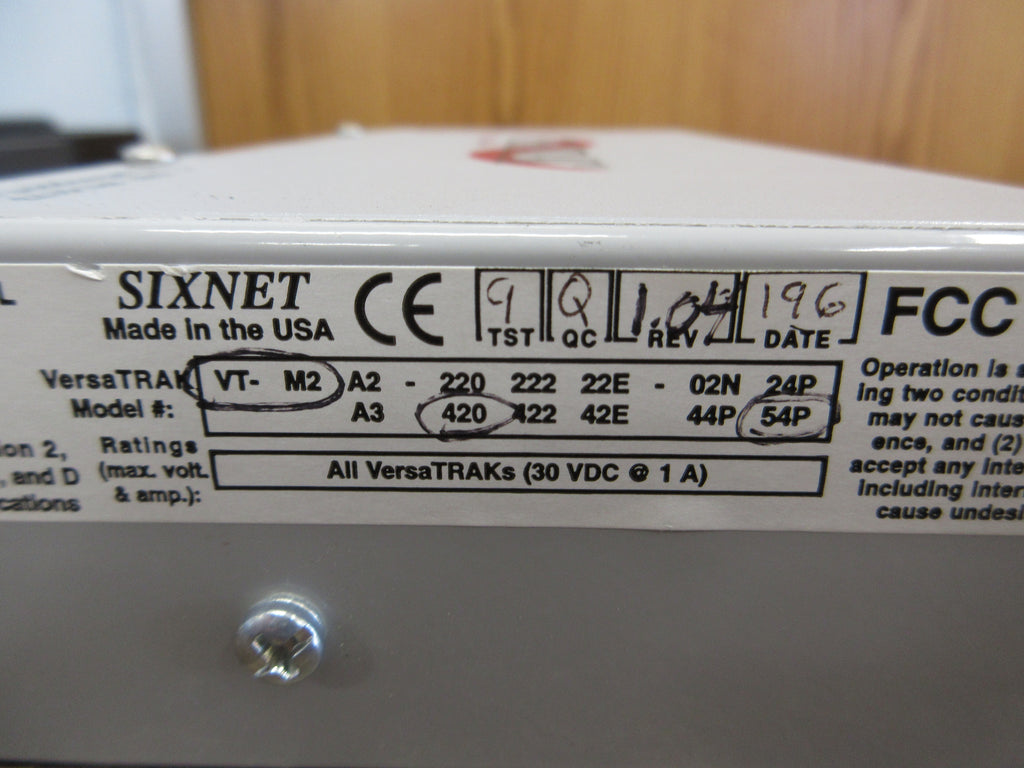 L
SIXNET
Made in the USA
CE
9 Q 1.04 196
TST QC REV DATE
FCC
VersaTRAK VT- M2 A2 - 220 222 22E - 02N 24P
Model #: A3 420 422 42E 44P 54P
Ratings
(max. volt.
& amp.):
All VersaTRAKs (30 VDC @ 1 A)
ion 2,
, and D
cations
Operation is s
ing two condit
may not caus
ence, and (2)
accept any inte
including inter
cause undesi